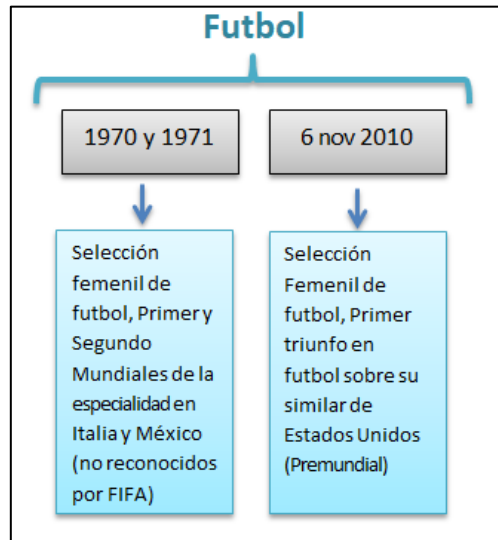 Futbol
1970 y 1971
6 nov 2010
Selección
femenil de
futbol, Primer y
Segundo
Mundiales de la
especialidad en
Italia y México
(no reconocidos
por FIFA)
Selección
Femenil de
futbol, Primer
triunfo en
futbol sobre su
similar de
Estados Unidos
(Premundial)